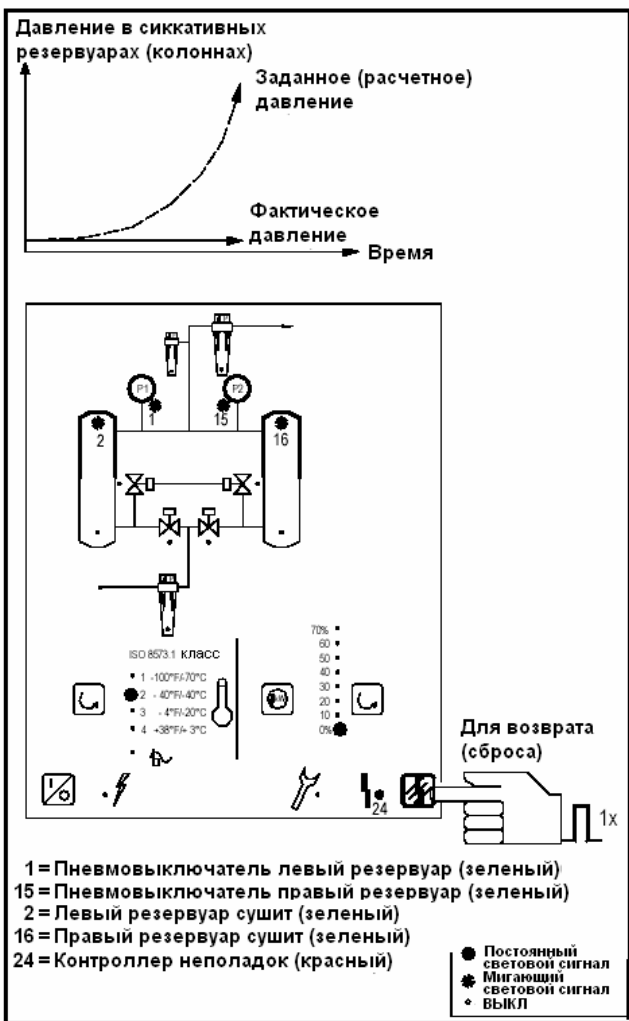 Давление в сиккативных
резервуарах (колоннах)
Заданное (расчетное)
давление
Фактическое
давление
Время
P1
P2
1
15
2
16
ISO 8573.1 класс
1 -100°F/-70°C
2 - 40°F/-40°C
3 - 4°F/-20°C
4 +38°F/+ 3°C
70%
60
50
40
30
20
10
0%
24
Для возврата
(сброса)
1x
1 = Пневмовыключатель левый резервуар (зеленый)
15 = Пневмовыключатель правый резервуар (зеленый)
2 = Левый резервуар сушит (зеленый)
16 = Правый резервуар сушит (зеленый)
24 = Контроллер неполадок (красный)
Постоянный
световой сигнал
Мигающий
световой сигнал
ВЫКЛ